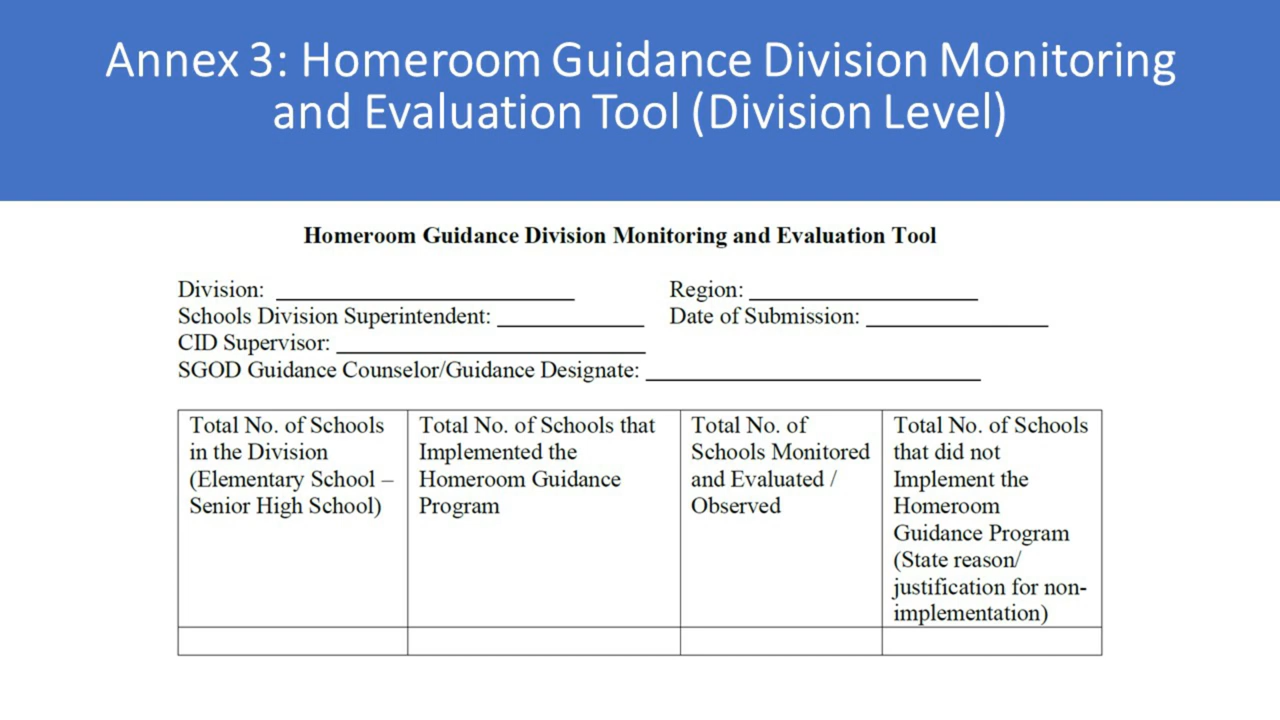 Annex 3: Homeroom Guidance Division Monitoring
and Evaluation Tool (Division Level)
Homeroom Guidance Division Monitoring and Evaluation Tool
Division: ____________________ Region: ____________________
Schools Division Superintendent: ____________ Date of Submission: ________________
CID Supervisor: __________________________
SGOD Guidance Counselor/Guidance Designate: ____________________________
Total No. of Schools
in the Division
(Elementary School –
Senior High School)
Total No. of Schools that
Implemented the
Homeroom Guidance
Program
Total No. of
Schools Monitored
and Evaluated /
Observed
Total No. of Schools
that did not
Implement the
Homeroom
Guidance Program
(State reason/
justification for non-
implementation)